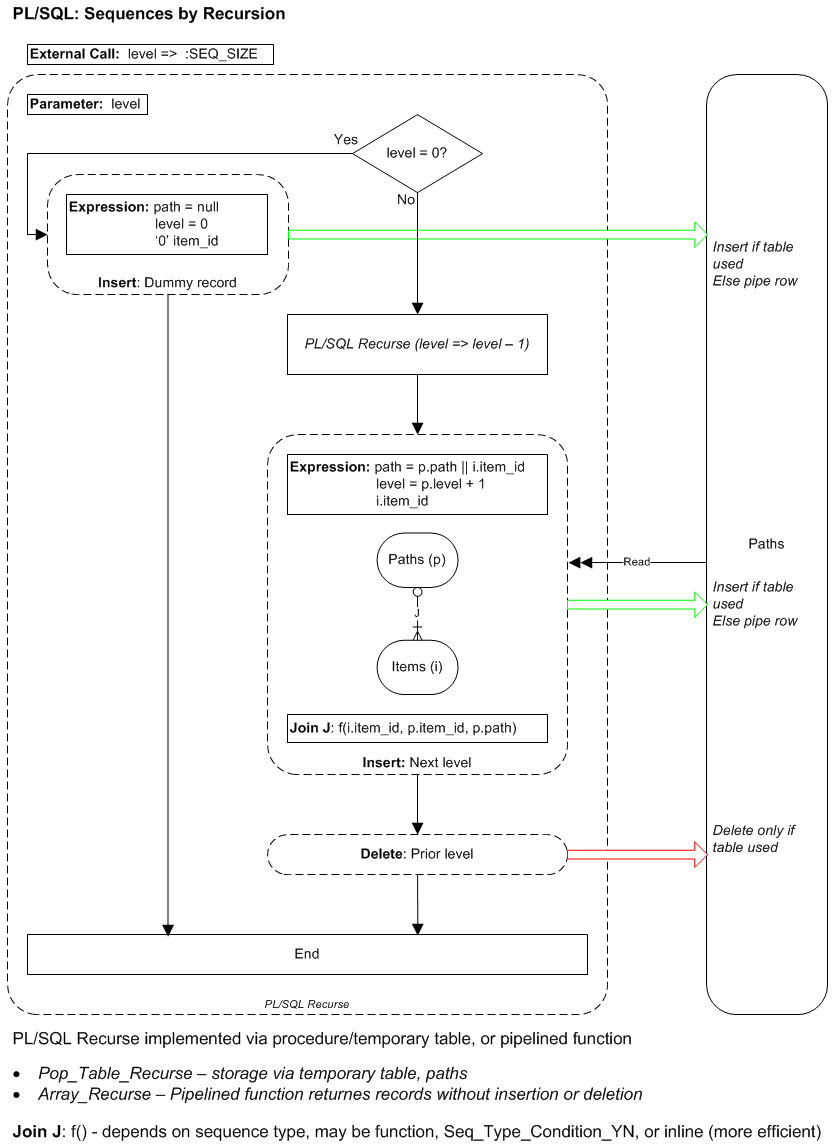 PL/SQL: Sequences by Recursion
External Call: level => :SEQ_SIZE
Parameter: level
Yes
level = 0?
No
Expression: path = null
level = 0
‘0’ item_id
Insert: Dummy record
Insert if table
used
Else pipe row
PL/SQL Recurse (level => level – 1)
Expression: path = p.path || i.item_id
level = p.level + 1
i.item_id
Paths (p)
J
Items (i)
Join J: f(i.item_id, p.item_id, p.path)
Insert: Next level
Paths
Read
Insert if table
used
Else pipe row
Delete: Prior level
Delete only if
table used
End
PL/SQL Recurse
PL/SQL Recurse implemented via procedure/temporary table, or pipelined function
• Pop_Table_Recurse – storage via temporary table, paths
• Array_Recurse – Pipelined function returnes records without insertion or deletion
Join J: f() - depends on sequence type, may be function, Seq_Type_Condition_YN, or inline (more efficient)